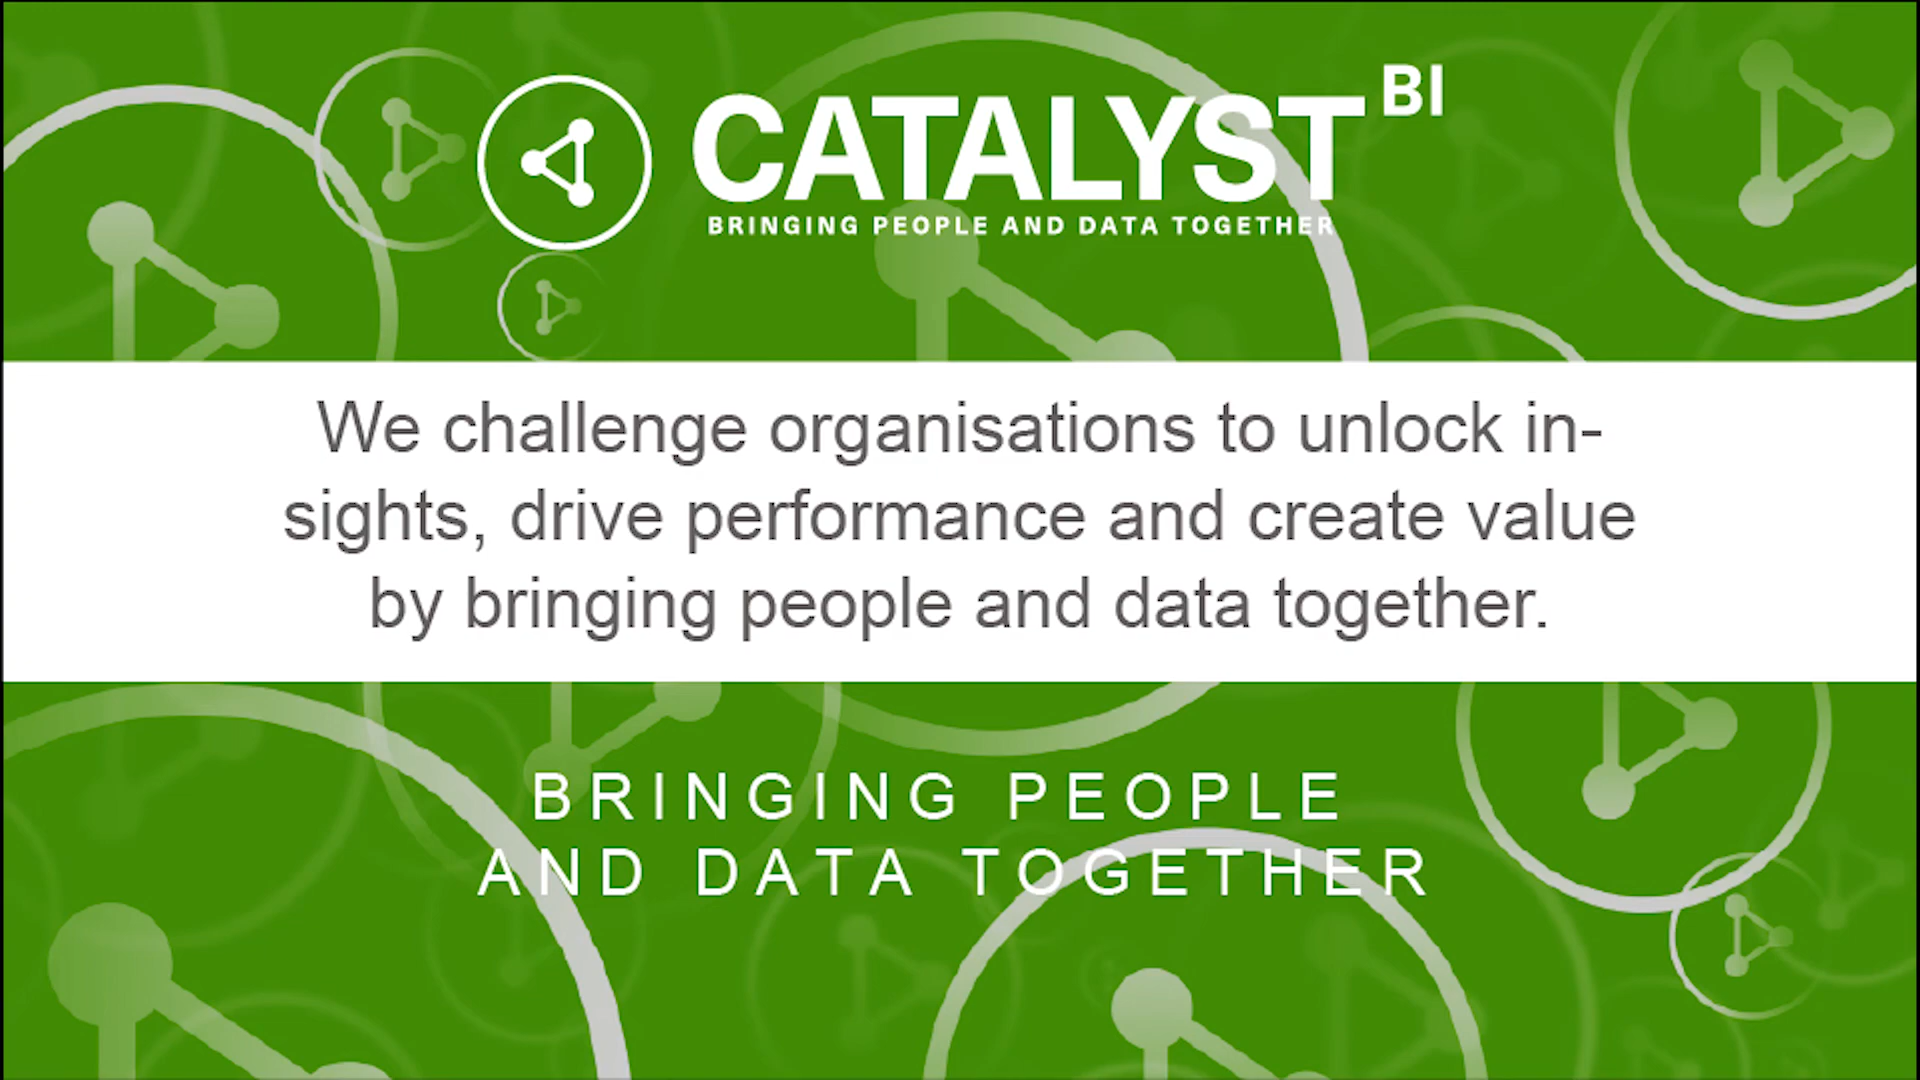 CATALYST BI
BRINGING PEOPLE AND DATA TOGETHER
We challenge organisations to unlock in-
sights, drive performance and create value
by bringing people and data together.
BRINGING PEOPLE
AND DATA TOGETHER